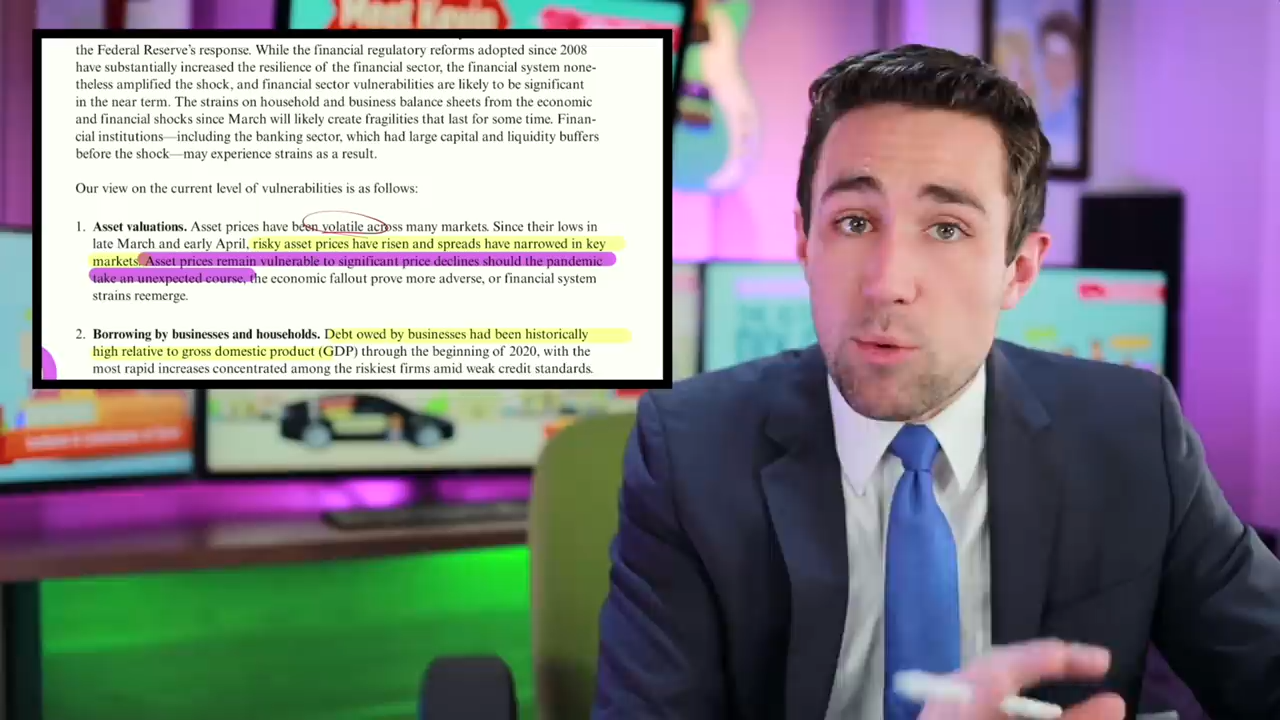 Meet Kevin
the Federal Reserve's response. While the financial regulatory reforms adopted since 2008
have substantially increased the resilience of the financial sector, the financial system none-
theless amplified the shock, and financial sector vulnerabilities are likely to be significant
in the near term. The strains on household and business balance sheets from the economic
and financial shocks since March will likely create fragilities that last for some time. Finan-
cial institutions—including the banking sector, which had large capital and liquidity buffers
before the shock—may experience strains as a result.
Our view on the current level of vulnerabilities is as follows:
1. Asset valuations. Asset prices have been volatile across many markets. Since their lows in
late March and early April, risky asset prices have risen and spreads have narrowed in key
markets. Asset prices remain vulnerable to significant price declines should the pandemic
take an unexpected course, the economic fallout prove more adverse, or financial system
strains reemerge.
2. Borrowing by businesses and households. Debt owed by businesses had been historically
high relative to gross domestic product (GDP) through the beginning of 2020, with the
most rapid increases concentrated among the riskiest firms amid weak credit standards.